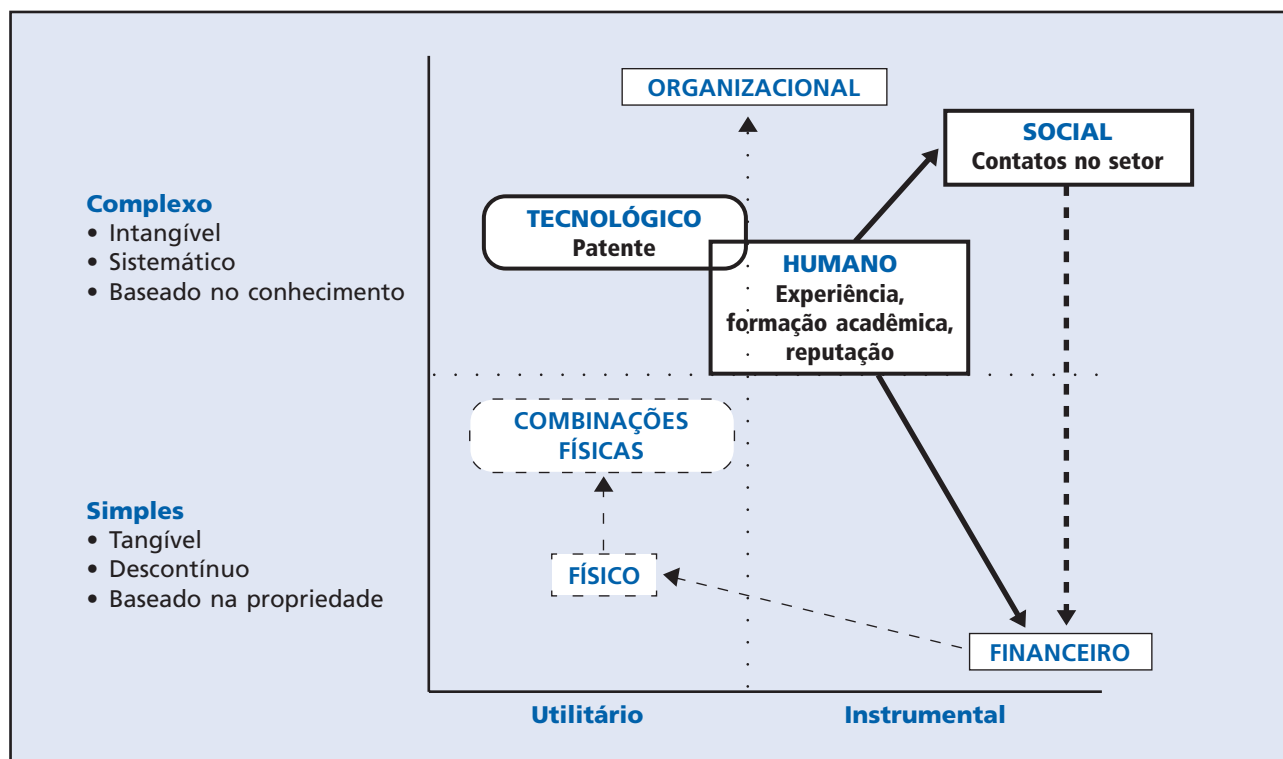 ORGANIZACIONAL
SOCIAL
Contatos no setor
Complexo
• Intangível
• Sistemático
• Baseado no conhecimento
TECNOLÓGICO
Patente
HUMANO
Experiência,
formação acadêmica,
reputação
COMBINAÇÕES
FÍSICAS
Simples
• Tangível
• Descontínuo
• Baseado na propriedade
FÍSICO
FINANCEIRO
Utilitário
Instrumental